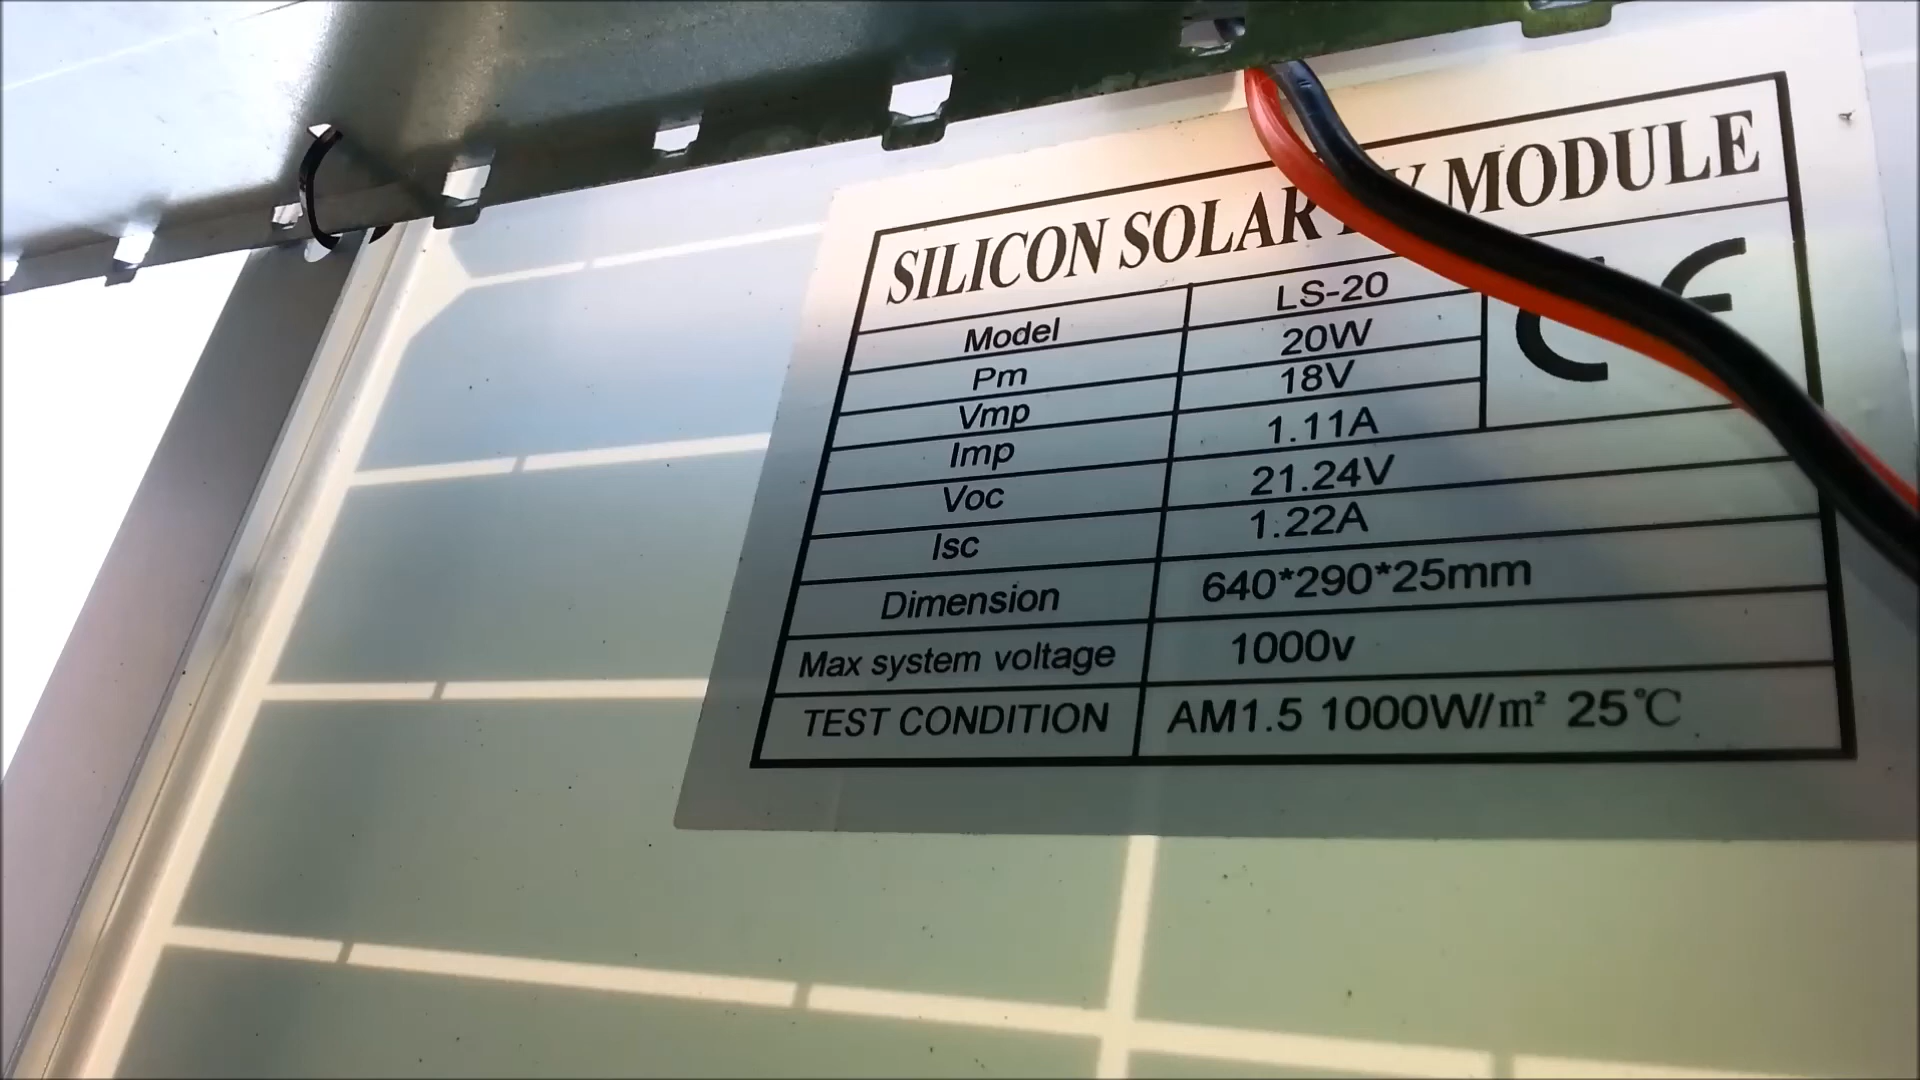 SILICON SOLAR MODULE
Model LS-20
Pm 20W
Vmp 18V
Imp 1.11A
Voc 21.24V
Isc 1.22A
Dimension 640*290*25mm
Max system voltage 1000v
TEST CONDITION AM1.5 1000W/m² 25℃
CE